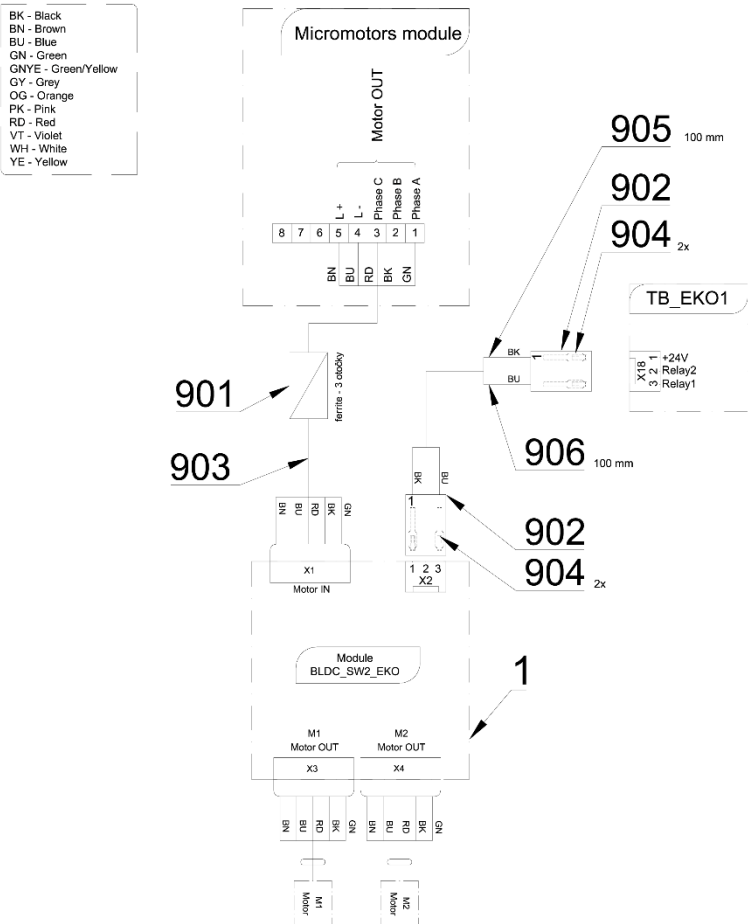 BK - Black
BN - Brown
BU - Blue
GN - Green
GNYE - Green/Yellow
GY - Grey
OG - Orange
PK - Pink
RD - Red
VT - Violet
WH - White
YE - Yellow
Micromotors module
Motor OUT
L +
L -
Phase C
Phase B
Phase A
8 7 6 5 4 3 2 1
BN BU RD BK GN
905 100 mm
902
904 2x
TB_EKO1
BK
1
BU
X18
1 +24V
2 Relay2
3 Relay1
906 100 mm
901
ferrite - 3 otočky
903
BN BU RD BK GN
X1
Motor IN
BK BU
1
902
904 2x
1 2 3
X2
Module
BLDC_SW2_EKO
1
M1
Motor OUT
X3
M2
Motor OUT
X4
BN BU RD BK GN
BN BU RD BK GN
M1
Motor
M2
Motor